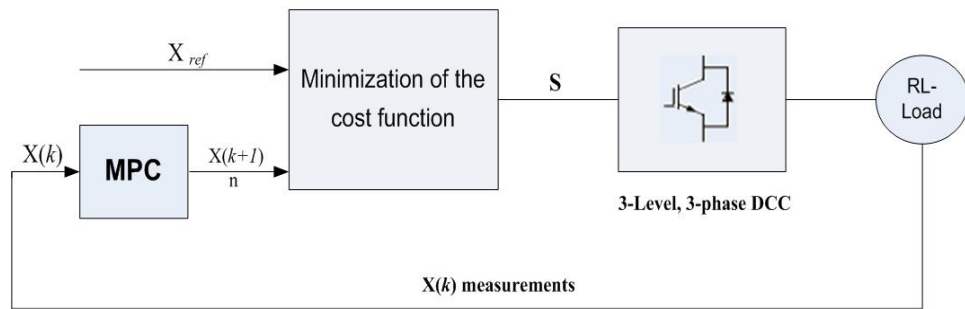 X ref
Minimization of the
cost function
S
RL-
Load
X(k)
MPC
X(k+1)
n
3-Level, 3-phase DCC
X(k) measurements